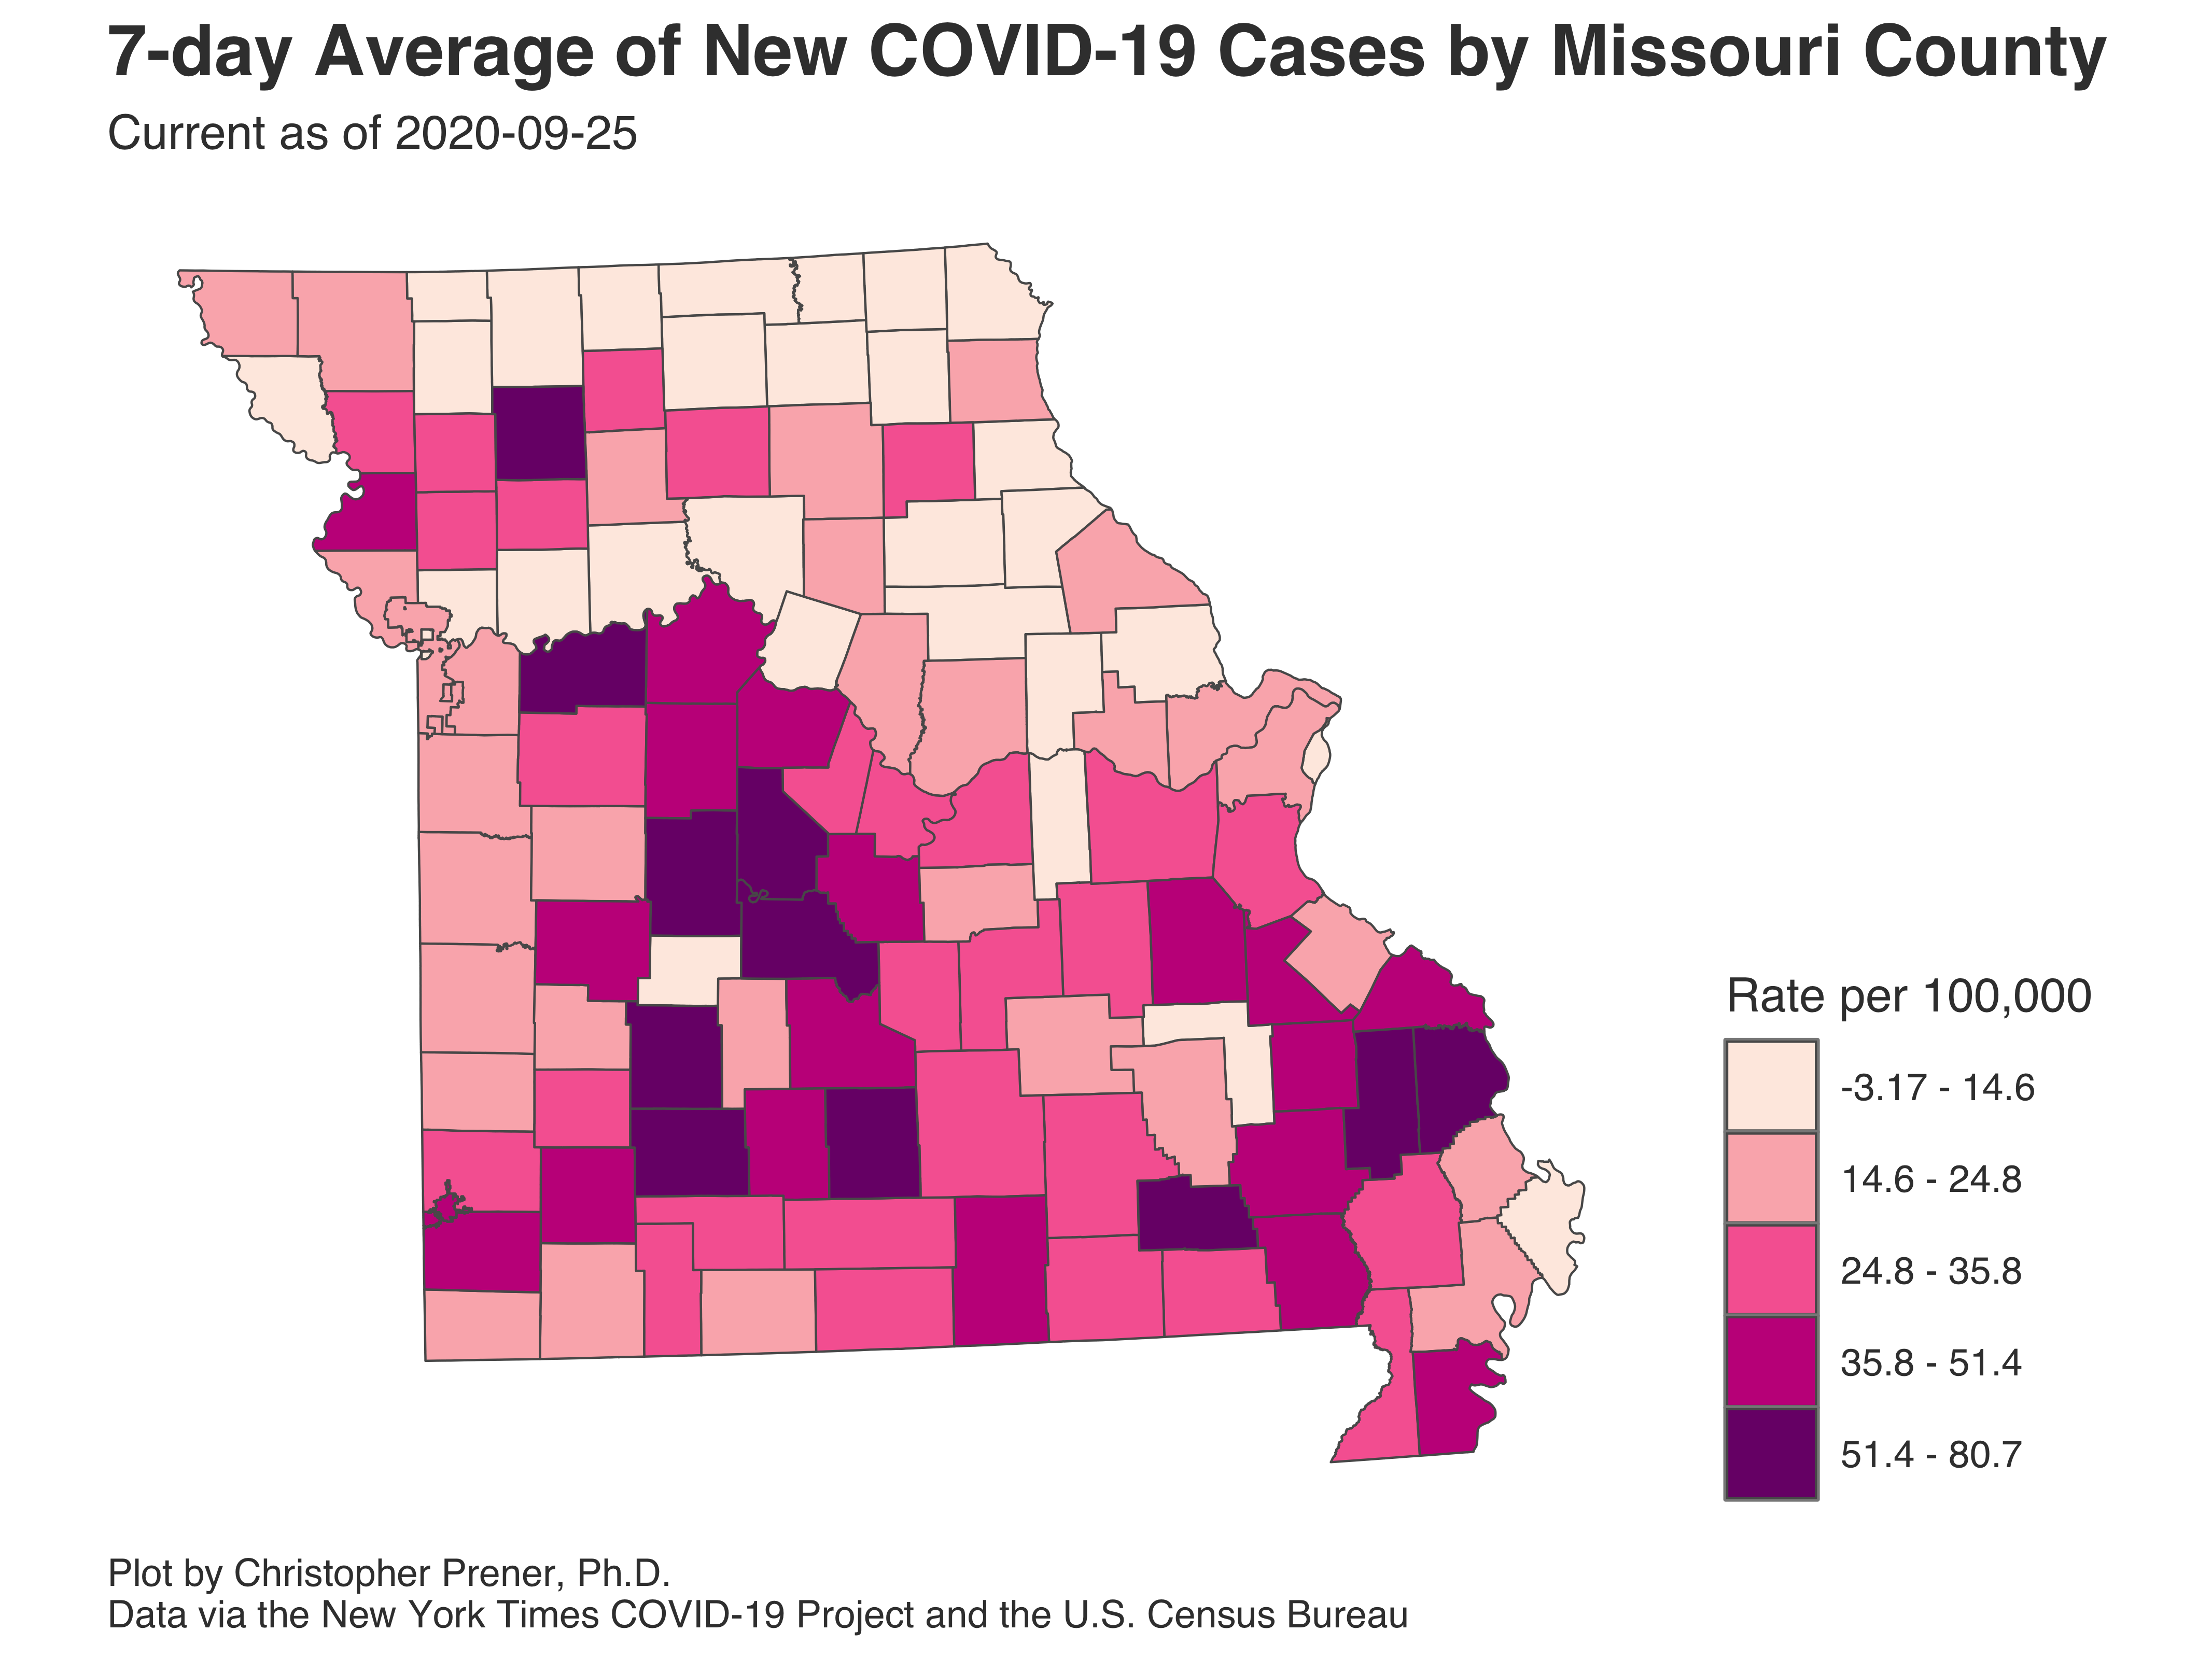 7-day Average of New COVID-19 Cases by Missouri County
Current as of 2020-09-25
Rate per 100,000
-3.17 - 14.6
14.6 - 24.8
24.8 - 35.8
35.8 - 51.4
51.4 - 80.7
Plot by Christopher Prener, Ph.D.
Data via the New York Times COVID-19 Project and the U.S. Census Bureau